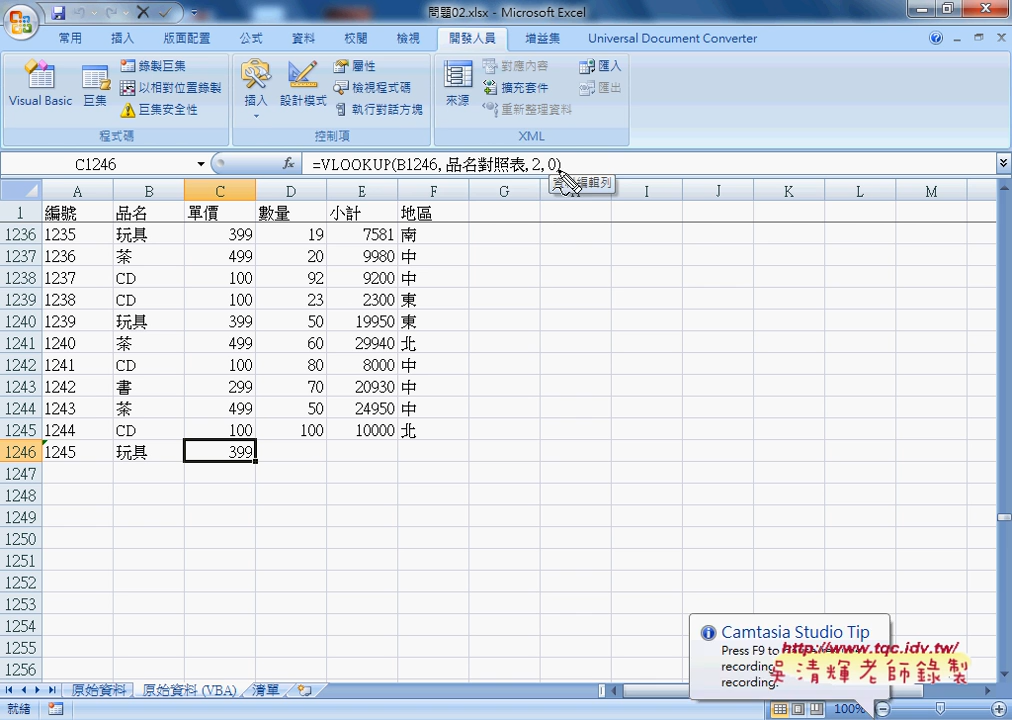 問題02.xlsx - Microsoft Excel
常用 插入 版面配置 公式 資料 校閱 檢視 開發人員 增益集 Universal Document Converter
Visual Basic 巨集 錄製巨集 以相對位置錄製 巨集安全性
程式碼
插入 設計模式 屬性 檢視程式碼 執行對話方塊
控制項
來源 對應內容 擴充套件 重新整理資料 匯入 匯出
XML
C1246 fx =VLOOKUP(B1246,品名對照表,2,0)
A B C D E F G I J K L M
1 編號 品名 單價 數量 小計 地區
1236 1235 玩具 399 19 7581 南
1237 1236 茶 499 20 9980 中
1238 1237 CD 100 92 9200 中
1239 1238 CD 100 23 2300 東
1240 1239 玩具 399 50 19950 東
1241 1240 茶 499 60 29940 北
1242 1241 CD 100 80 8000 中
1243 1242 書 299 70 20930 中
1244 1243 茶 499 50 24950 中
1245 1244 CD 100 100 10000 北
1246 1245 玩具 399
1247
1248
1249
1250
1251
1252
1253
1254
1255
1256
Camtasia Studio Tip
Press F9 to
recording
recording.
http://www.tqc.idv.tw/
吳清輝老師錄製
原始資料 原始資料 (VBA) 清單
就緒 100%